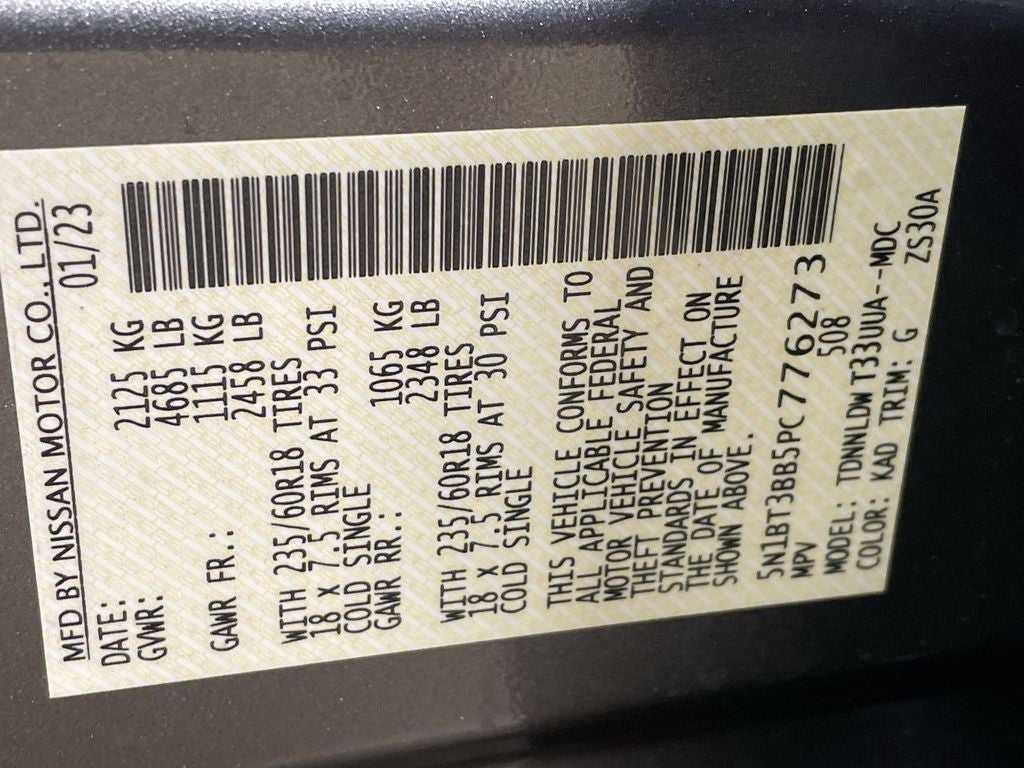 MFD BY NISSAN MOTOR CO., LTD.
DATE: 01/23
GVWR: 2125 KG
4685 LB
GAWR FR.: 1115 KG
2458 LB
WITH 235/60R18 TIRES
18 x 7.5 RIMS AT 33 PSI
COLD SINGLE
GAWR RR.: 1065 KG
2348 LB
WITH 235/60R18 TIRES
18 x 7.5 RIMS AT 30 PSI
COLD SINGLE
THIS VEHICLE CONFORMS TO
ALL APPLICABLE FEDERAL
MOTOR VEHICLE SAFETY AND
THEFT PREVENTION
STANDARDS IN EFFECT ON
THE DATE OF MANUFACTURE
SHOWN ABOVE.
5N1BT3BB5PC776273
MPV 508
MODEL: TDNNLDW T33UUA--MDC
COLOR: KAD TRIM: G ZS30A